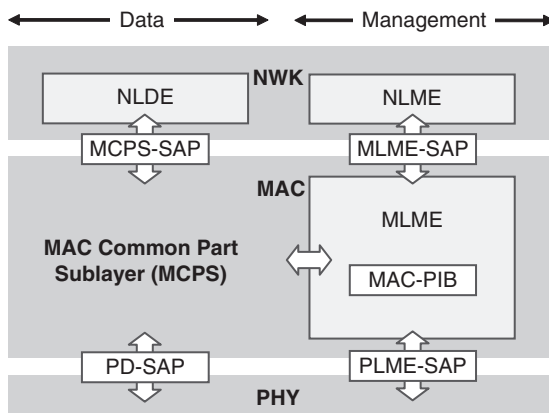 Data
Management
NWK
NLDE
NLME
MCPS-SAP
MLME-SAP
MAC
MAC Common Part
Sublayer (MCPS)
MLME
MAC-PIB
PD-SAP
PLME-SAP
PHY